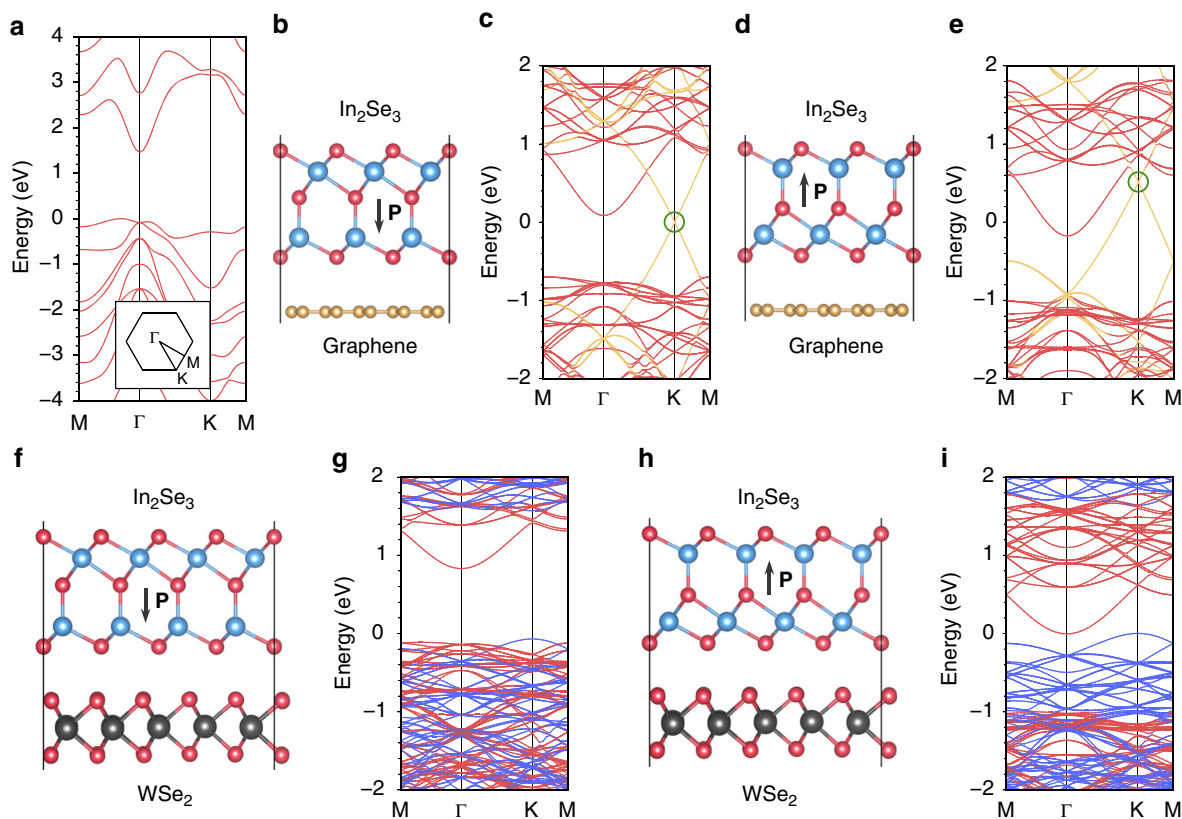 a
4
3
2
1
0
−1
−2
−3
−4
Energy (eV)
M Γ K M
Γ
M
K
b
In2Se3
P
Graphene
c
2
1
0
−1
−2
Energy (eV)
M Γ K M
d
In2Se3
P
Graphene
e
2
1
0
−1
−2
Energy (eV)
M Γ K M
f
In2Se3
P
WSe2
g
2
1
0
−1
−2
Energy (eV)
M Γ K M
h
In2Se3
P
WSe2
i
2
1
0
−1
−2
Energy (eV)
M Γ K M